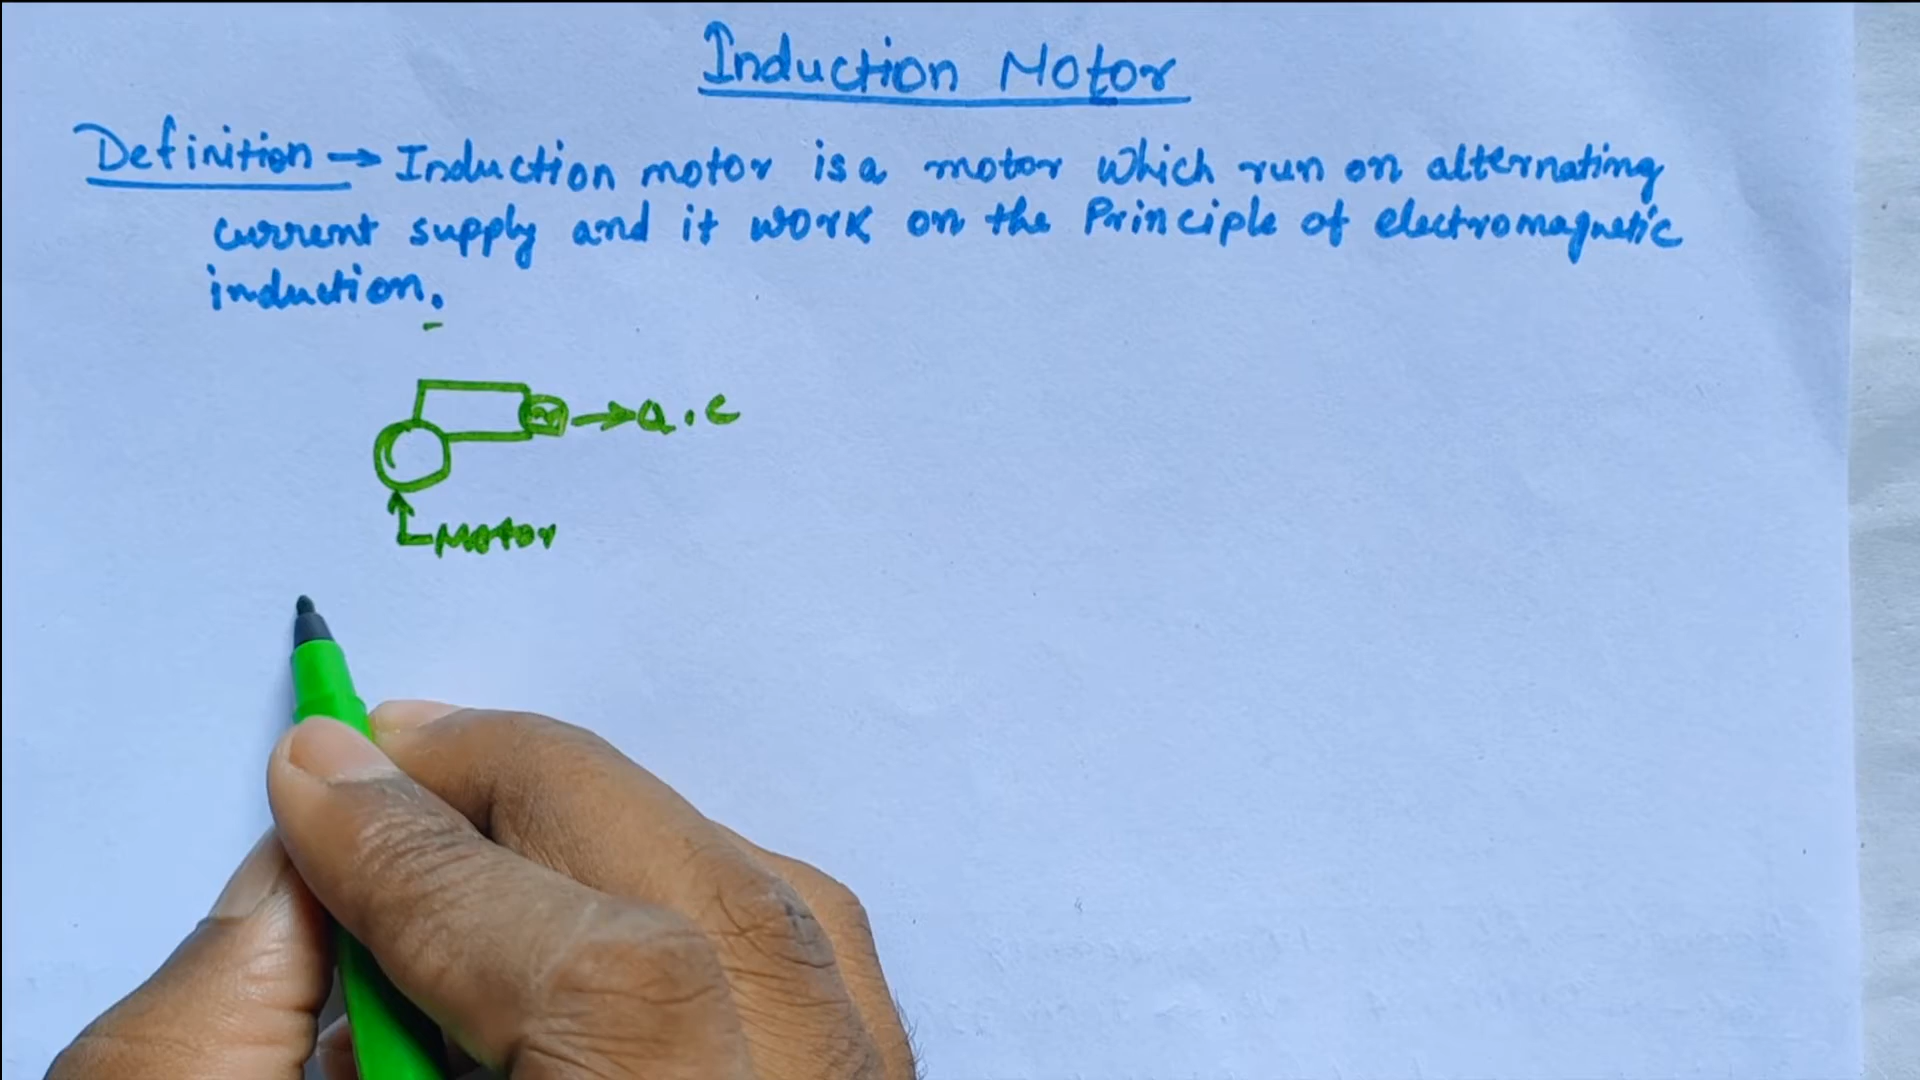 Induction Motor
Definition → Induction motor is a motor which run on alternating
current supply and it work on the Principle of electromagnetic
induction.
→ a.c
Motor